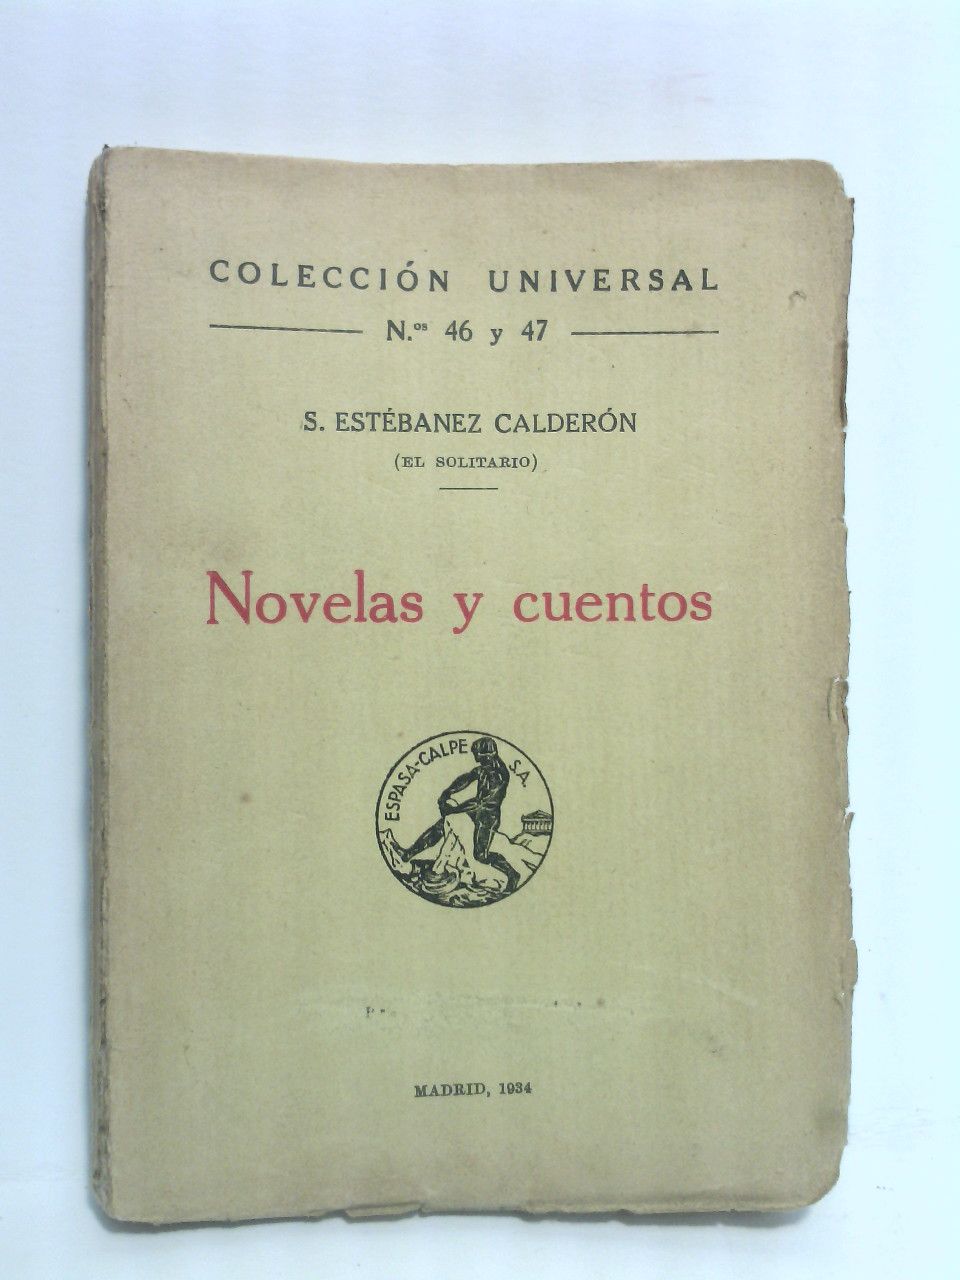 COLECCIÓN UNIVERSAL
N.os 46 y 47
S. ESTÉBANEZ CALDERÓN
(EL SOLITARIO)
Novelas y cuentos
ESPASA-CALPE S.A.
MADRID, 1934